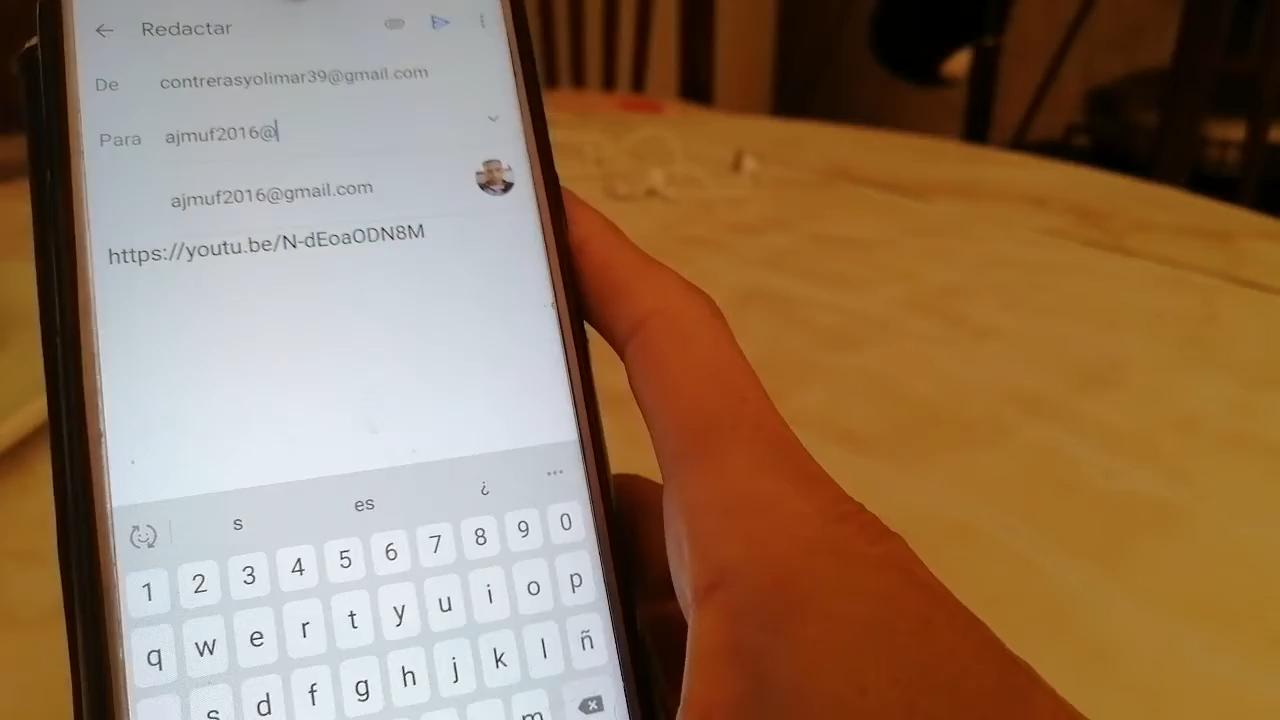 Redactar
De contrerasyolimar39@gmail.com
Para ajmuf2016@
ajmuf2016@gmail.com
https://youtu.be/N-dEoaODN8M
s es ¿
1 2 3 4 5 6 7 8 9 0
q w e r t y u i o p
s d f g h j k l ñ
m